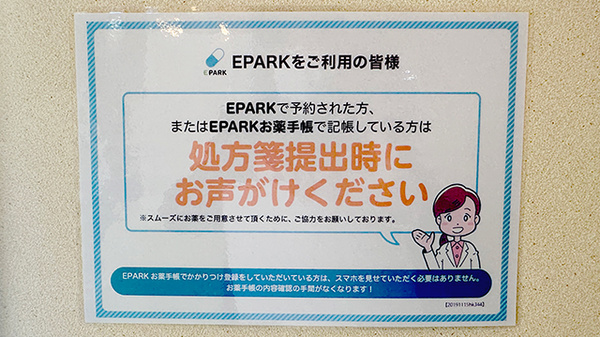 EPARK
EPARKをご利用の皆様
EPARKで予約された方、
またはEPARKお薬手帳で記帳している方は
処方箋提出時に
お声がけください
※スムーズにお薬をご用意させて頂くために、ご協力をお願いしております。
EPARK お薬手帳でかかりつけ登録をしていただいている方は、スマホを見せていただく必要はありません。
お薬手帳の内容確認の手間がなくなります！